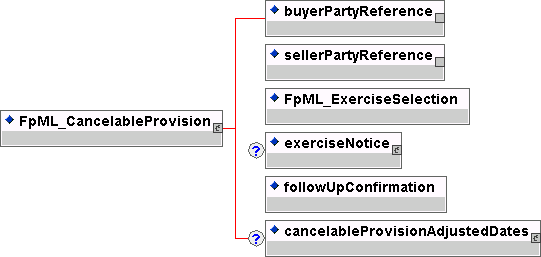 buyerPartyReference
sellerPartyReference
FpML_ExerciseSelection
FpML_CancelableProvision
e
? exerciseNotice
e
followUpConfirmation
? cancelableProvisionAdjustedDates
e